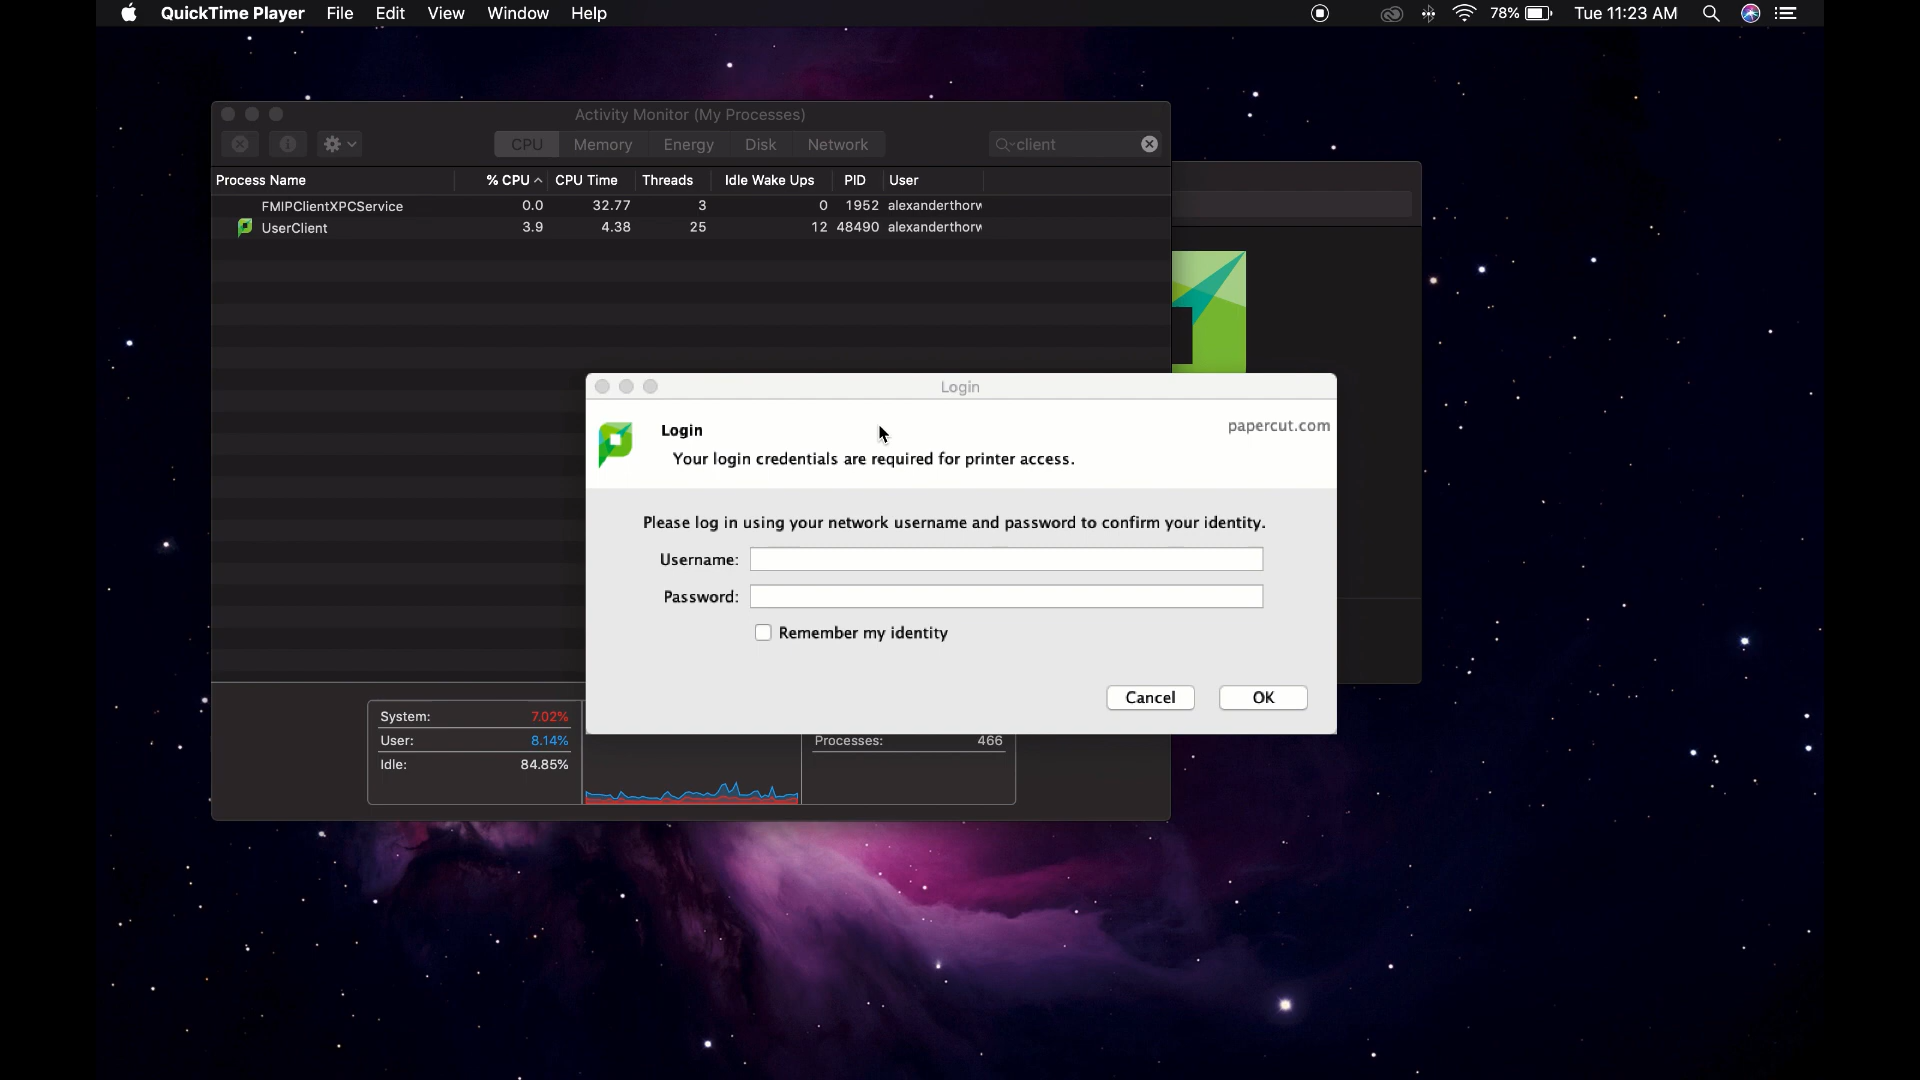 QuickTime Player File Edit View Window Help 78% Tue 11:23 AM
Activity Monitor (My Processes)
CPU Memory Energy Disk Network client
Process Name % CPU CPU Time Threads Idle Wake Ups PID User
FMIPClientXPCService 0.0 32.77 3 0 1952 alexanderthorw
UserClient 3.9 4.38 25 12 48490 alexanderthorw
Login
Login
papercut.com
Your login credentials are required for printer access.
Please log in using your network username and password to confirm your identity.
Username:
Password:
Remember my identity
Cancel OK
System: 7.02%
User: 8.14%
Idle: 84.85%
Processes: 466